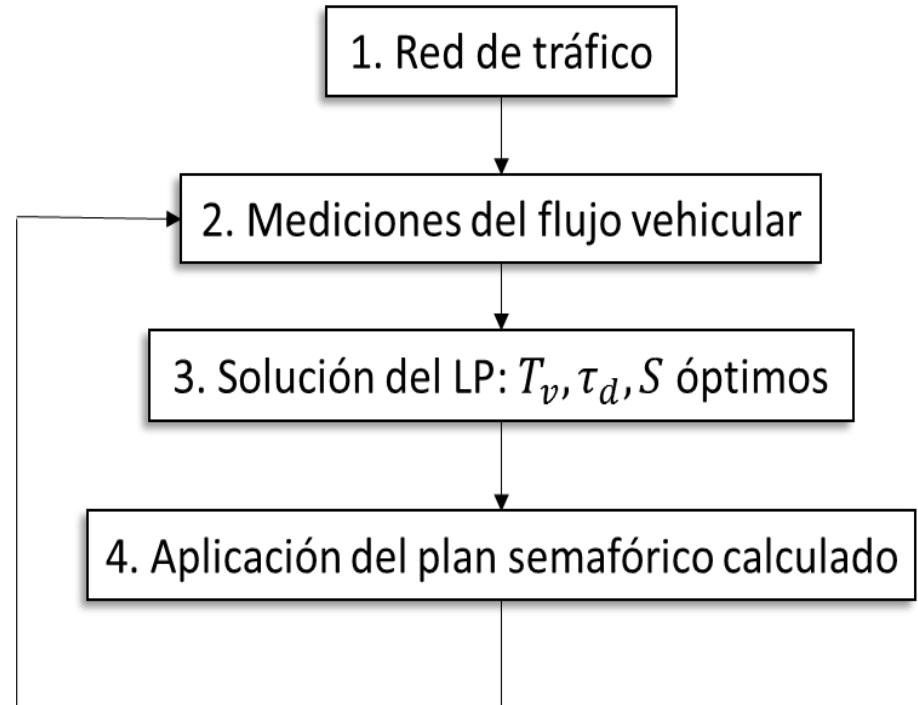 1. Red de tráfico
2. Mediciones del flujo vehicular
3. Solución del LP: T_v, τ_d, S óptimos
4. Aplicación del plan semafórico calculado